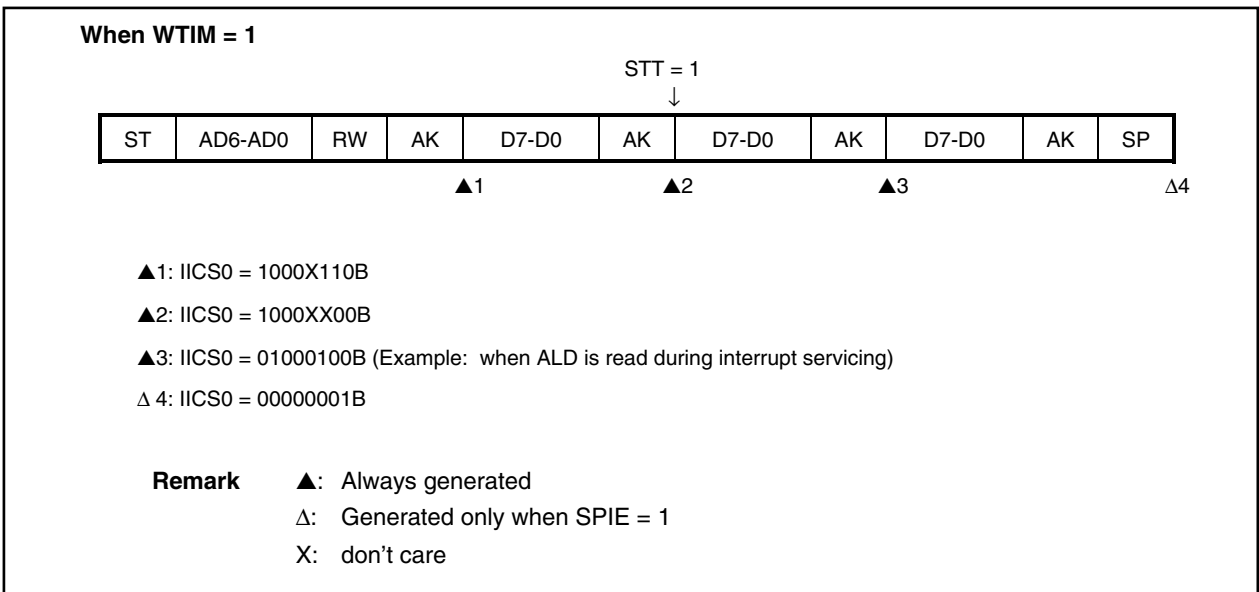 When WTIM = 1
STT = 1
↓
ST AD6-AD0 RW AK D7-D0 AK D7-D0 AK D7-D0 AK SP
▲1 ▲2 ▲3 Δ4
▲1: IICS0 = 1000X110B
▲2: IICS0 = 1000XX00B
▲3: IICS0 = 01000100B (Example: when ALD is read during interrupt servicing)
Δ 4: IICS0 = 00000001B
Remark ▲: Always generated
Δ: Generated only when SPIE = 1
X: don't care